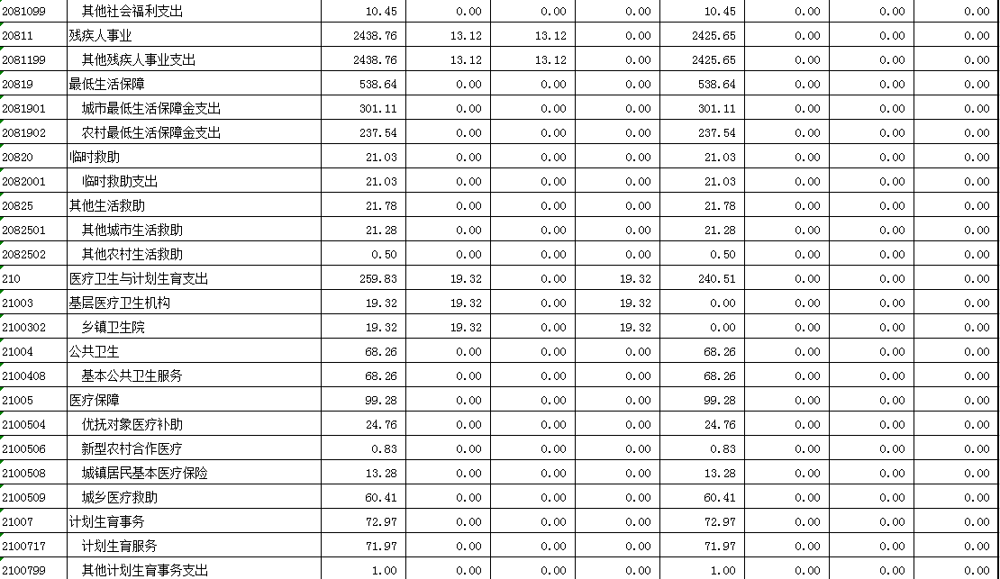 2081099 其他社会福利支出 10.45 0.00 0.00 0.00 10.45 0.00 0.00 0.00
20811 残疾人事业 2438.76 13.12 13.12 0.00 2425.65 0.00 0.00 0.00
2081199 其他残疾人事业支出 2438.76 13.12 13.12 0.00 2425.65 0.00 0.00 0.00
20819 最低生活保障 538.64 0.00 0.00 0.00 538.64 0.00 0.00 0.00
2081901 城市最低生活保障金支出 301.11 0.00 0.00 0.00 301.11 0.00 0.00 0.00
2081902 农村最低生活保障金支出 237.54 0.00 0.00 0.00 237.54 0.00 0.00 0.00
20820 临时救助 21.03 0.00 0.00 0.00 21.03 0.00 0.00 0.00
2082001 临时救助支出 21.03 0.00 0.00 0.00 21.03 0.00 0.00 0.00
20825 其他生活救助 21.78 0.00 0.00 0.00 21.78 0.00 0.00 0.00
2082501 其他城市生活救助 21.28 0.00 0.00 0.00 21.28 0.00 0.00 0.00
2082502 其他农村生活救助 0.50 0.00 0.00 0.00 0.50 0.00 0.00 0.00
210 医疗卫生与计划生育支出 259.83 19.32 0.00 19.32 240.51 0.00 0.00 0.00
21003 基层医疗卫生机构 19.32 19.32 0.00 19.32 0.00 0.00 0.00 0.00
2100302 乡镇卫生院 19.32 19.32 0.00 19.32 0.00 0.00 0.00 0.00
21004 公共卫生 68.26 0.00 0.00 0.00 68.26 0.00 0.00 0.00
2100408 基本公共卫生服务 68.26 0.00 0.00 0.00 68.26 0.00 0.00 0.00
21005 医疗保障 99.28 0.00 0.00 0.00 99.28 0.00 0.00 0.00
2100504 优抚对象医疗补助 24.76 0.00 0.00 0.00 24.76 0.00 0.00 0.00
2100506 新型农村合作医疗 0.83 0.00 0.00 0.00 0.83 0.00 0.00 0.00
2100508 城镇居民基本医疗保险 13.28 0.00 0.00 0.00 13.28 0.00 0.00 0.00
2100509 城乡医疗救助 60.41 0.00 0.00 0.00 60.41 0.00 0.00 0.00
21007 计划生育事务 72.97 0.00 0.00 0.00 72.97 0.00 0.00 0.00
2100717 计划生育服务 71.97 0.00 0.00 0.00 71.97 0.00 0.00 0.00
2100799 其他计划生育事务支出 1.00 0.00 0.00 0.00 1.00 0.00 0.00 0.00